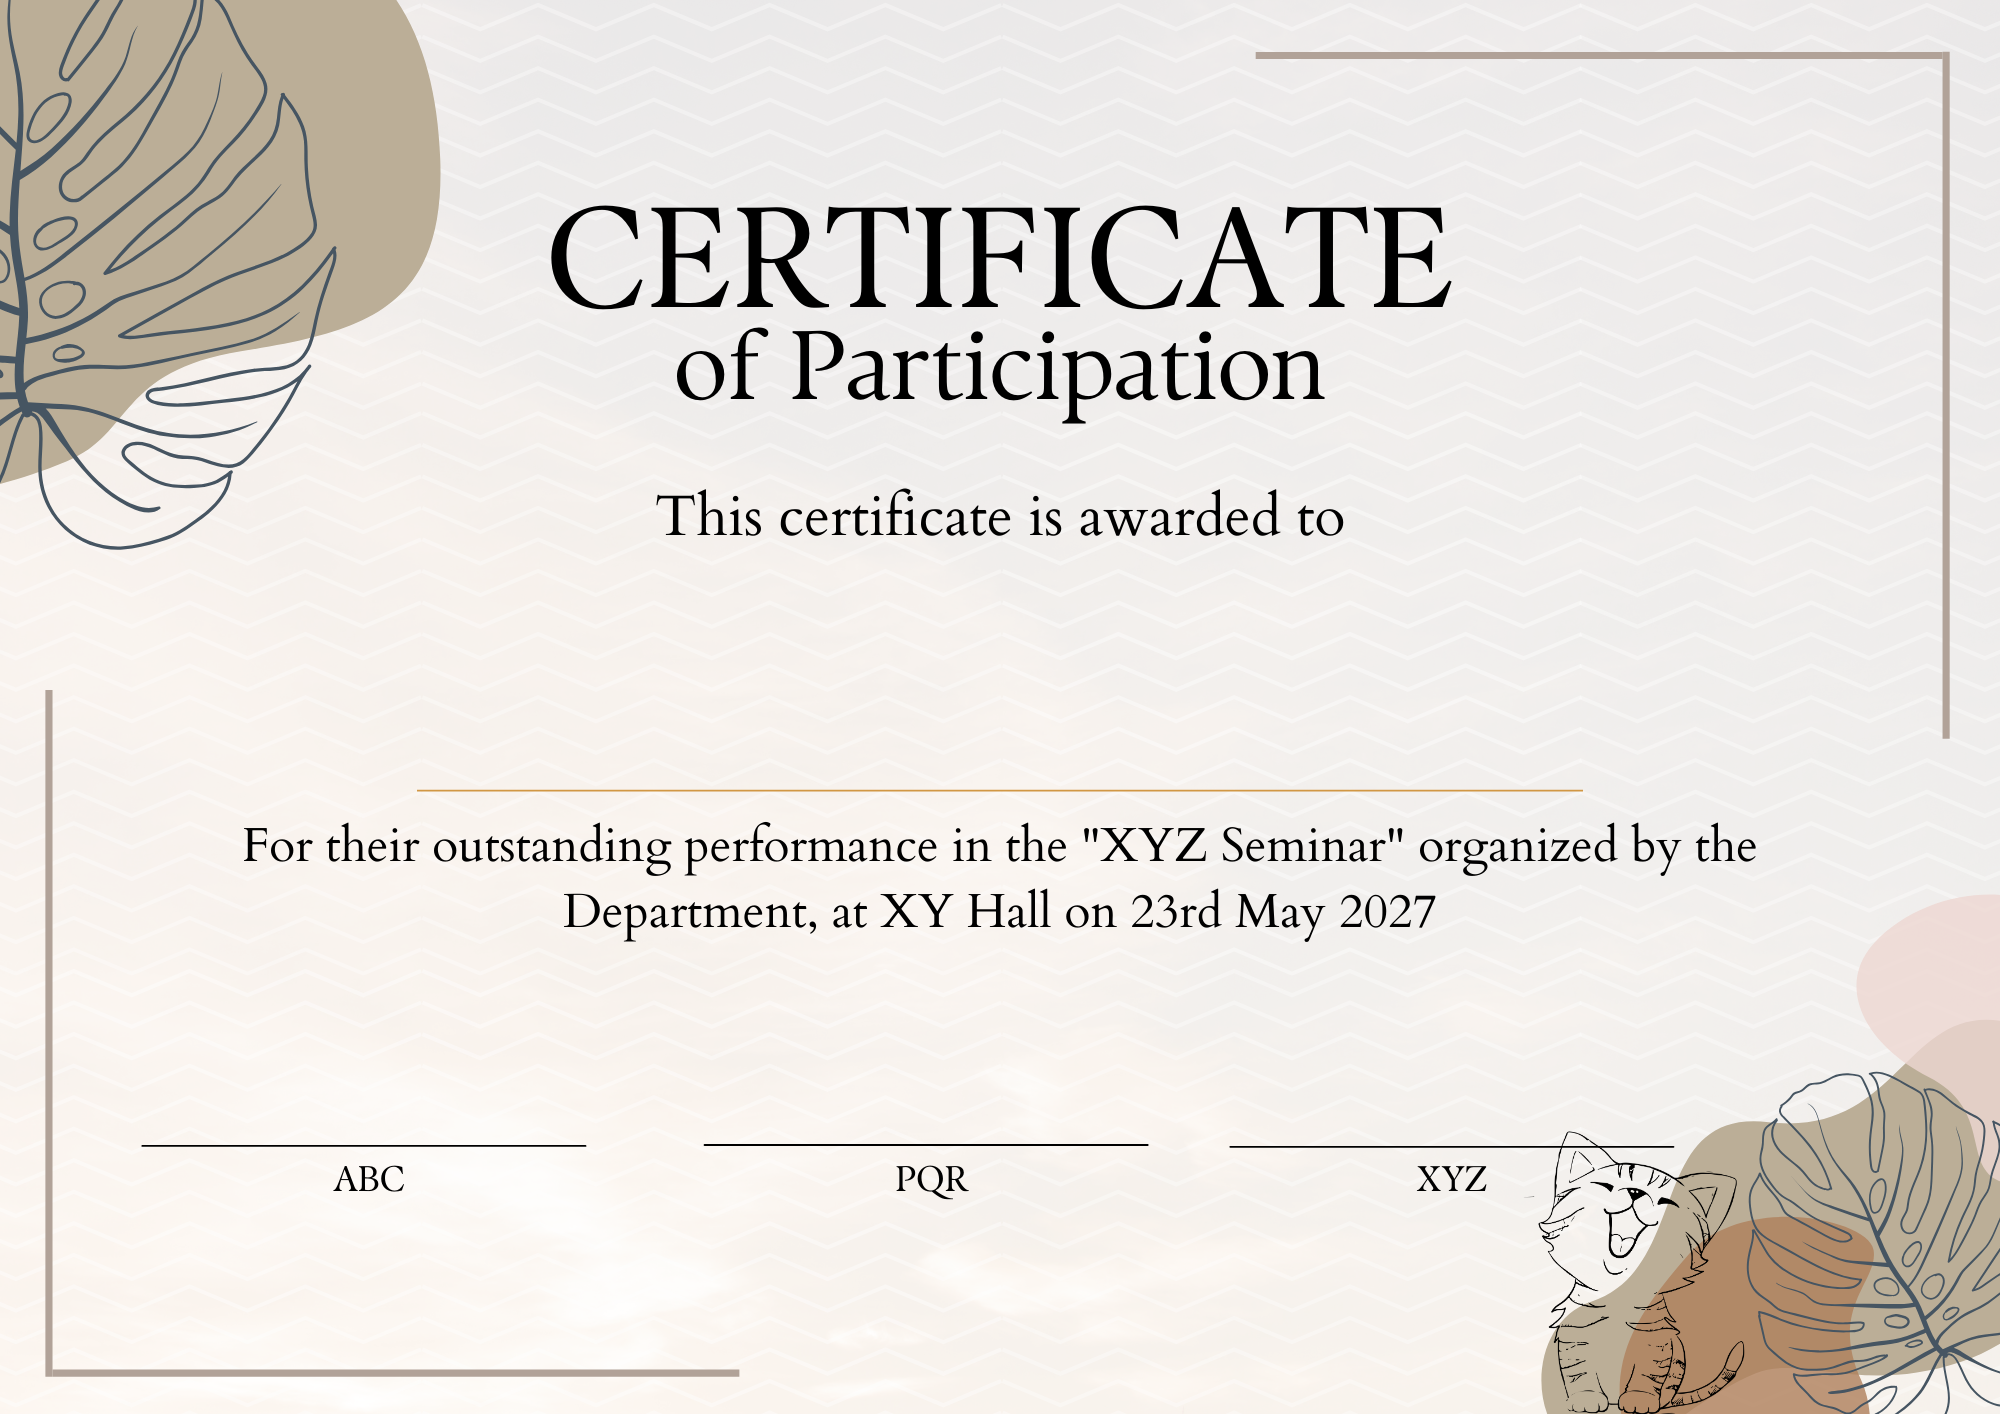 CERTIFICATE
of Participation
This certificate is awarded to
For their outstanding performance in the "XYZ Seminar" organized by the
Department, at XY Hall on 23rd May 2027
ABC
PQR
XYZ